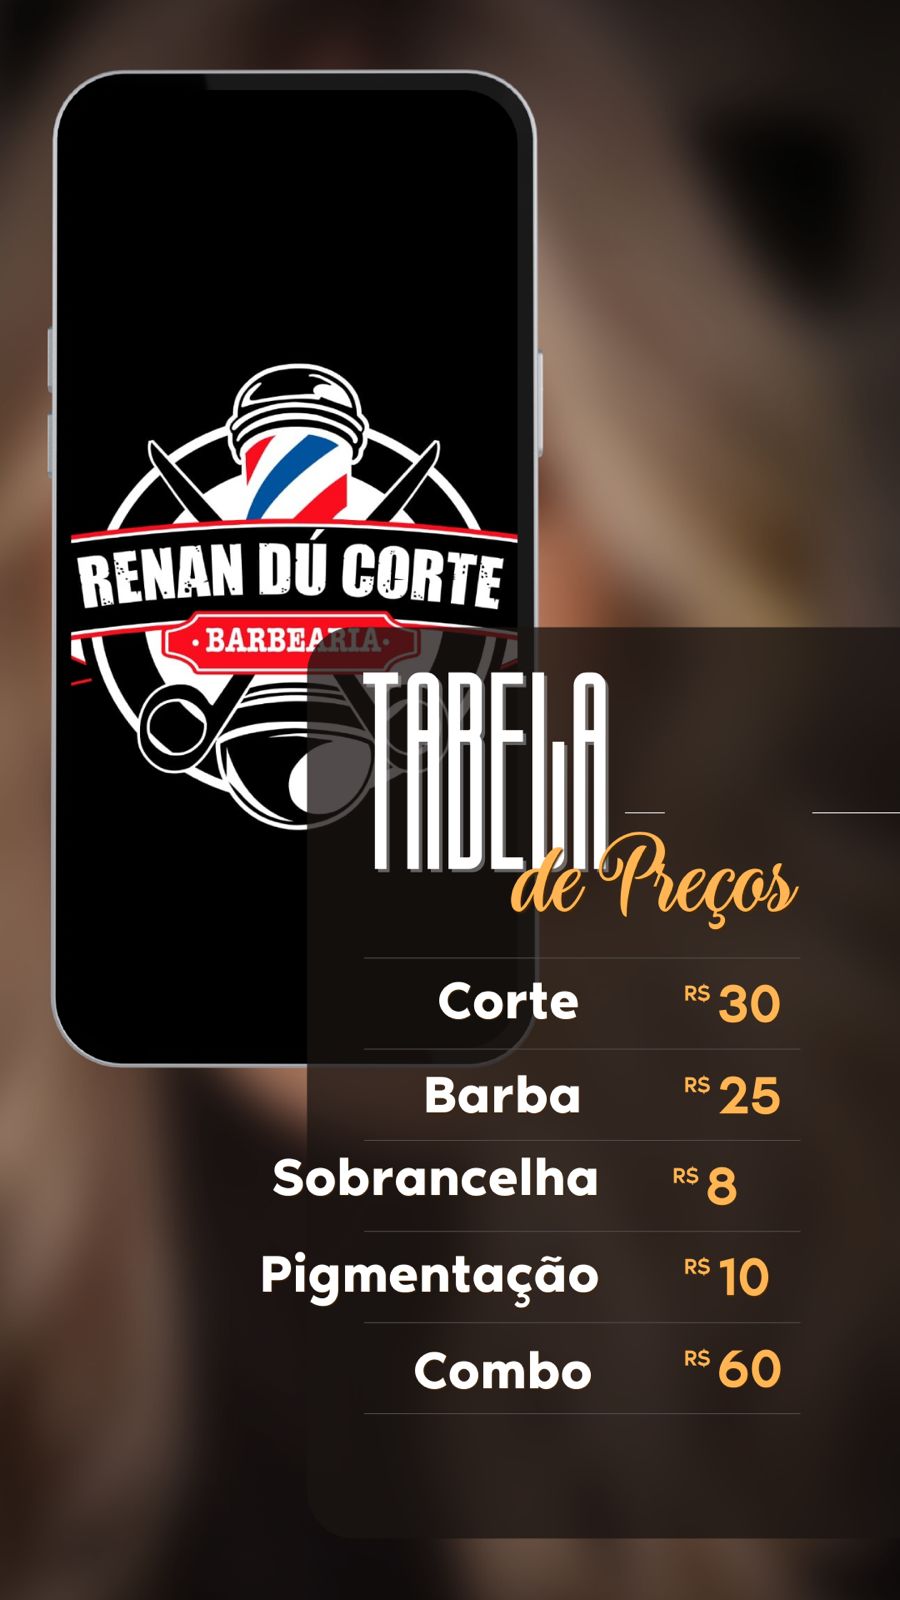 RENAN DÚ CORTE
· BARBEARIA ·
TABELA
de Preços
Corte R$ 30
Barba R$ 25
Sobrancelha R$ 8
Pigmentação R$ 10
Combo R$ 60